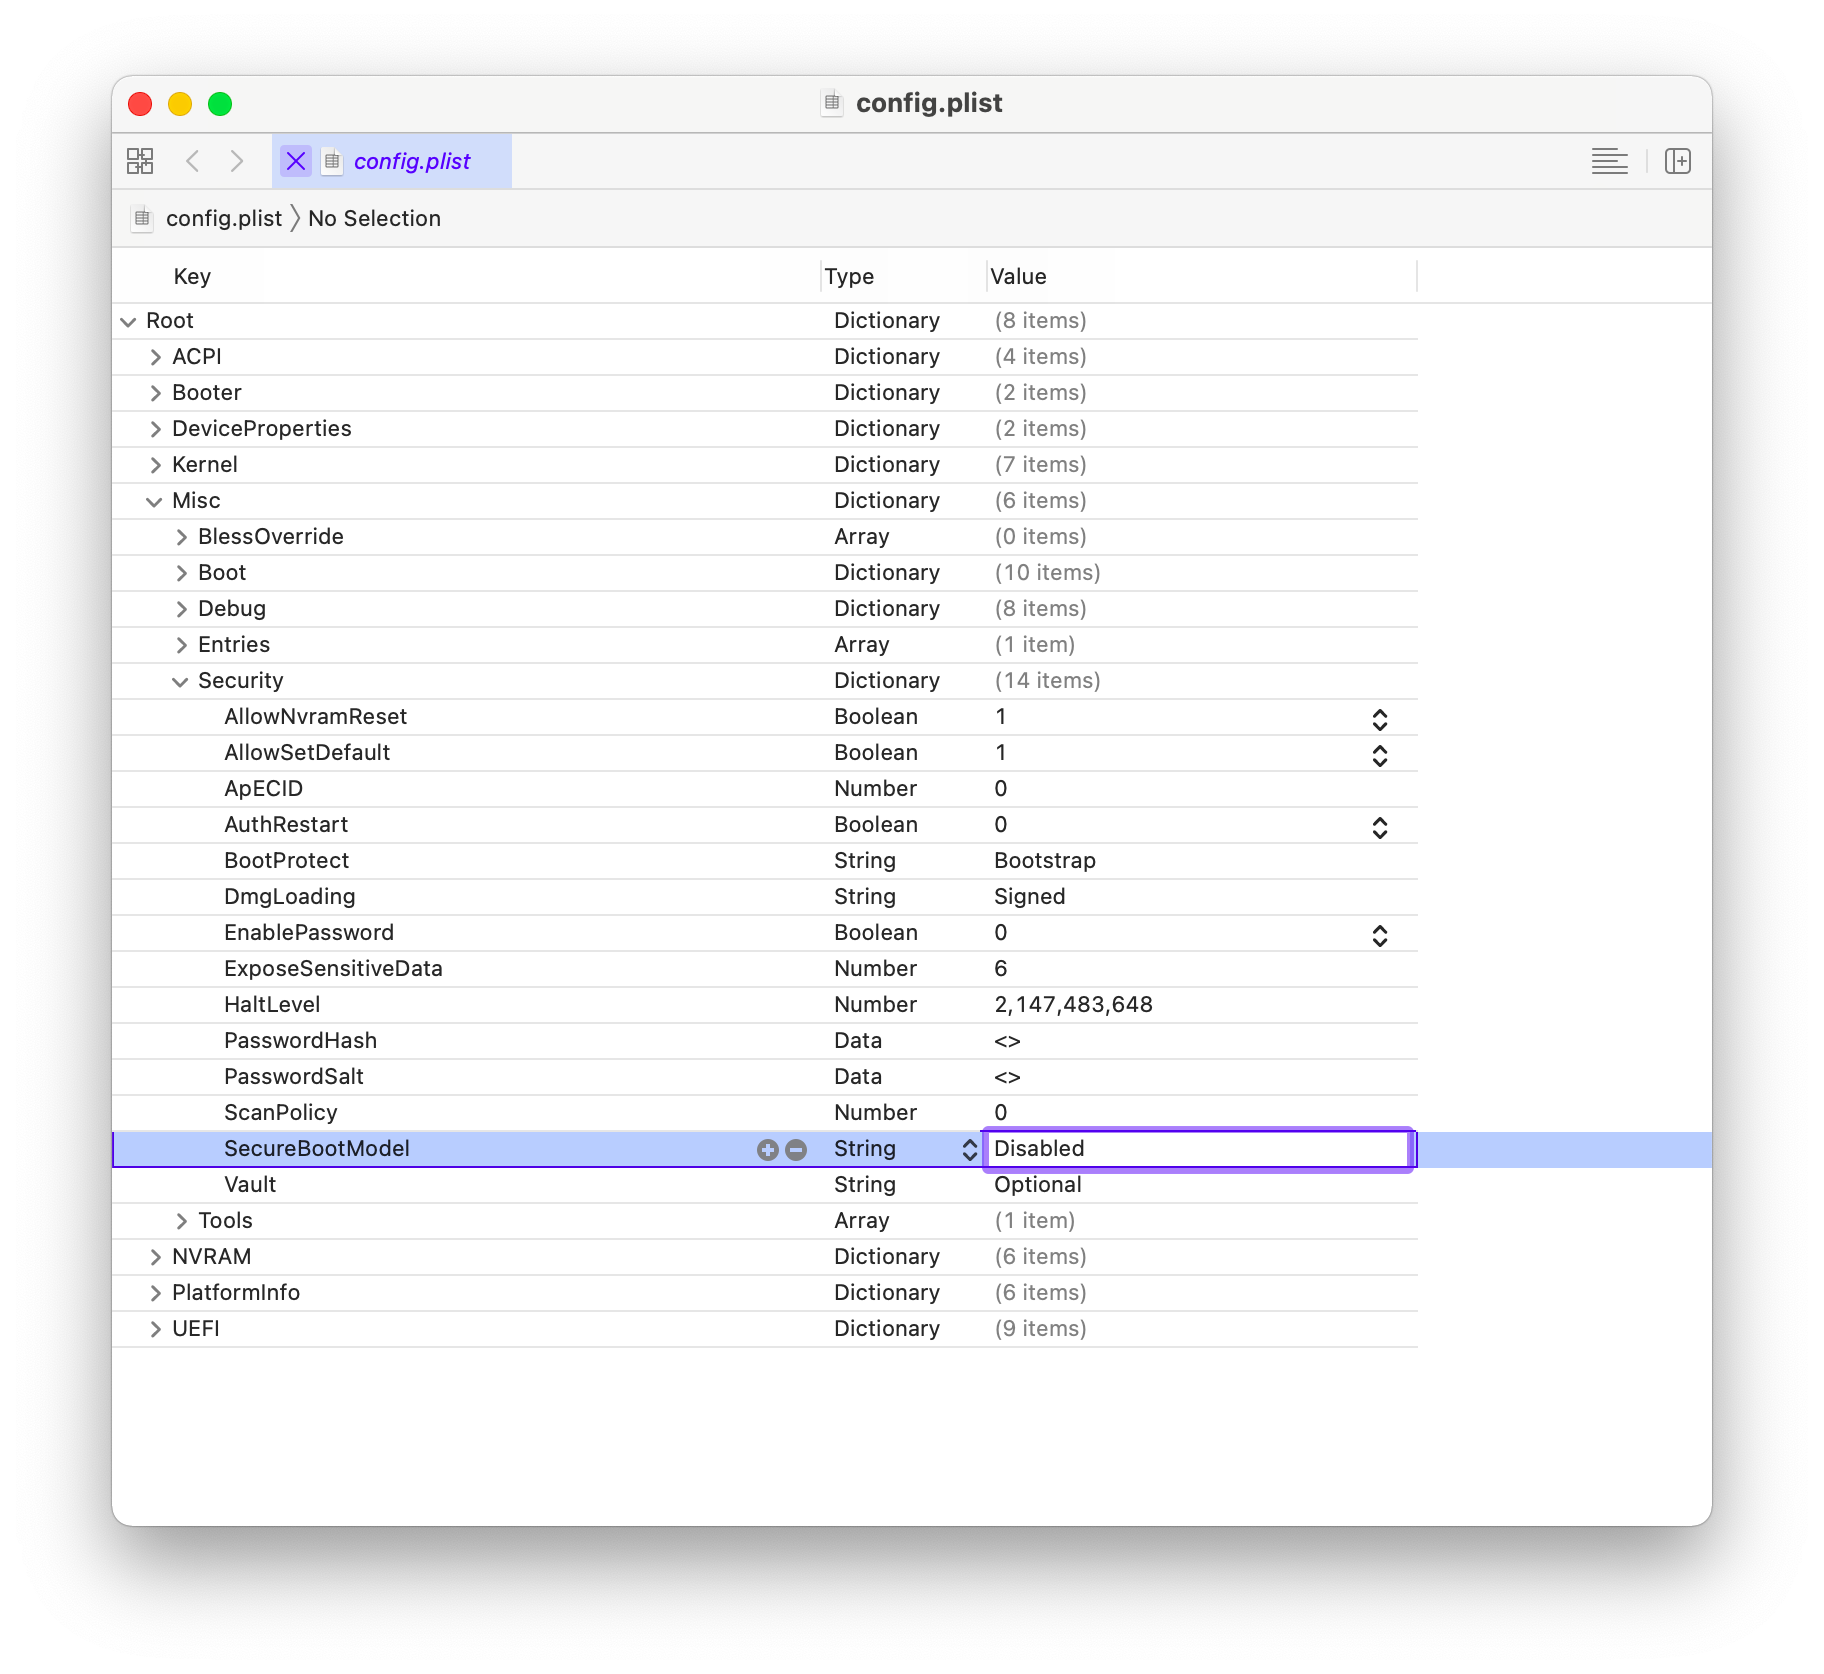 config.plist
config.plist
config.plist No Selection
Key Type Value
Root Dictionary (8 items)
ACPI Dictionary (4 items)
Booter Dictionary (2 items)
DeviceProperties Dictionary (2 items)
Kernel Dictionary (7 items)
Misc Dictionary (6 items)
BlessOverride Array (0 items)
Boot Dictionary (10 items)
Debug Dictionary (8 items)
Entries Array (1 item)
Security Dictionary (14 items)
AllowNvramReset Boolean 1
AllowSetDefault Boolean 1
ApECID Number 0
AuthRestart Boolean 0
BootProtect String Bootstrap
DmgLoading String Signed
EnablePassword Boolean 0
ExposeSensitiveData Number 6
HaltLevel Number 2,147,483,648
PasswordHash Data <>
PasswordSalt Data <>
ScanPolicy Number 0
SecureBootModel String Disabled
Vault String Optional
Tools Array (1 item)
NVRAM Dictionary (6 items)
PlatformInfo Dictionary (6 items)
UEFI Dictionary (9 items)